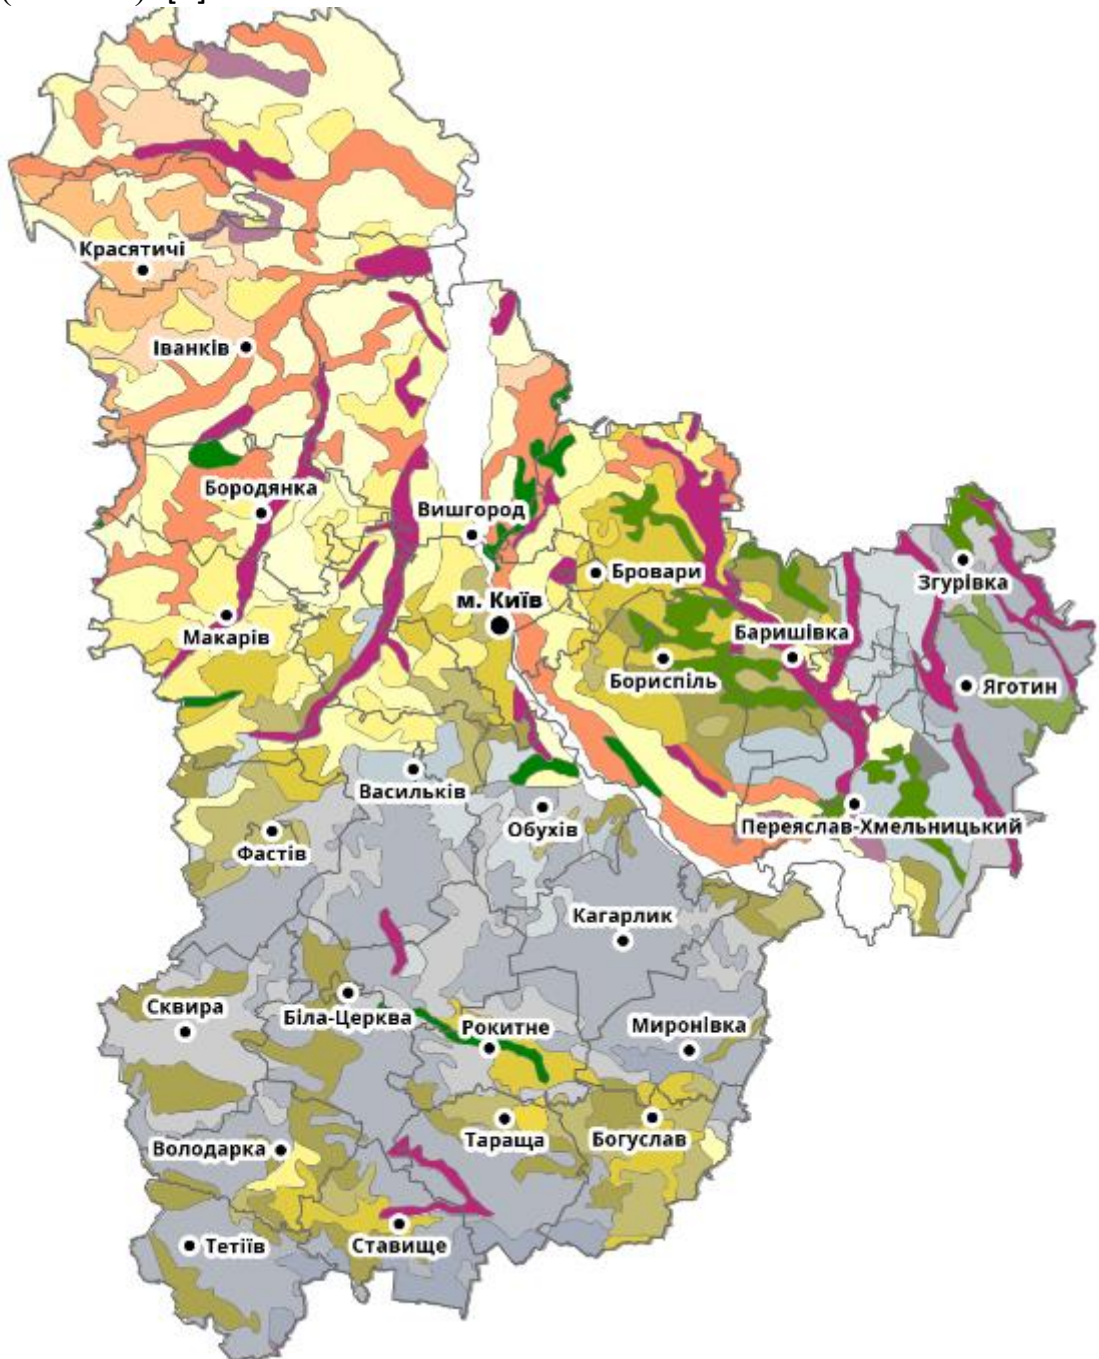 Красятичі
Іванків
Бородянка
Вишгород
Бровари
Згурівка
м. Київ
Макарів
Баришівка
Бориспіль
Яготин
Васильків
Обухів
Переяслав-Хмельницький
Фастів
Кагарлик
Сквира
Біла-Церква
Рокитне
Миронівка
Тараща
Богуслав
Володарка
Тетіїв
Ставище